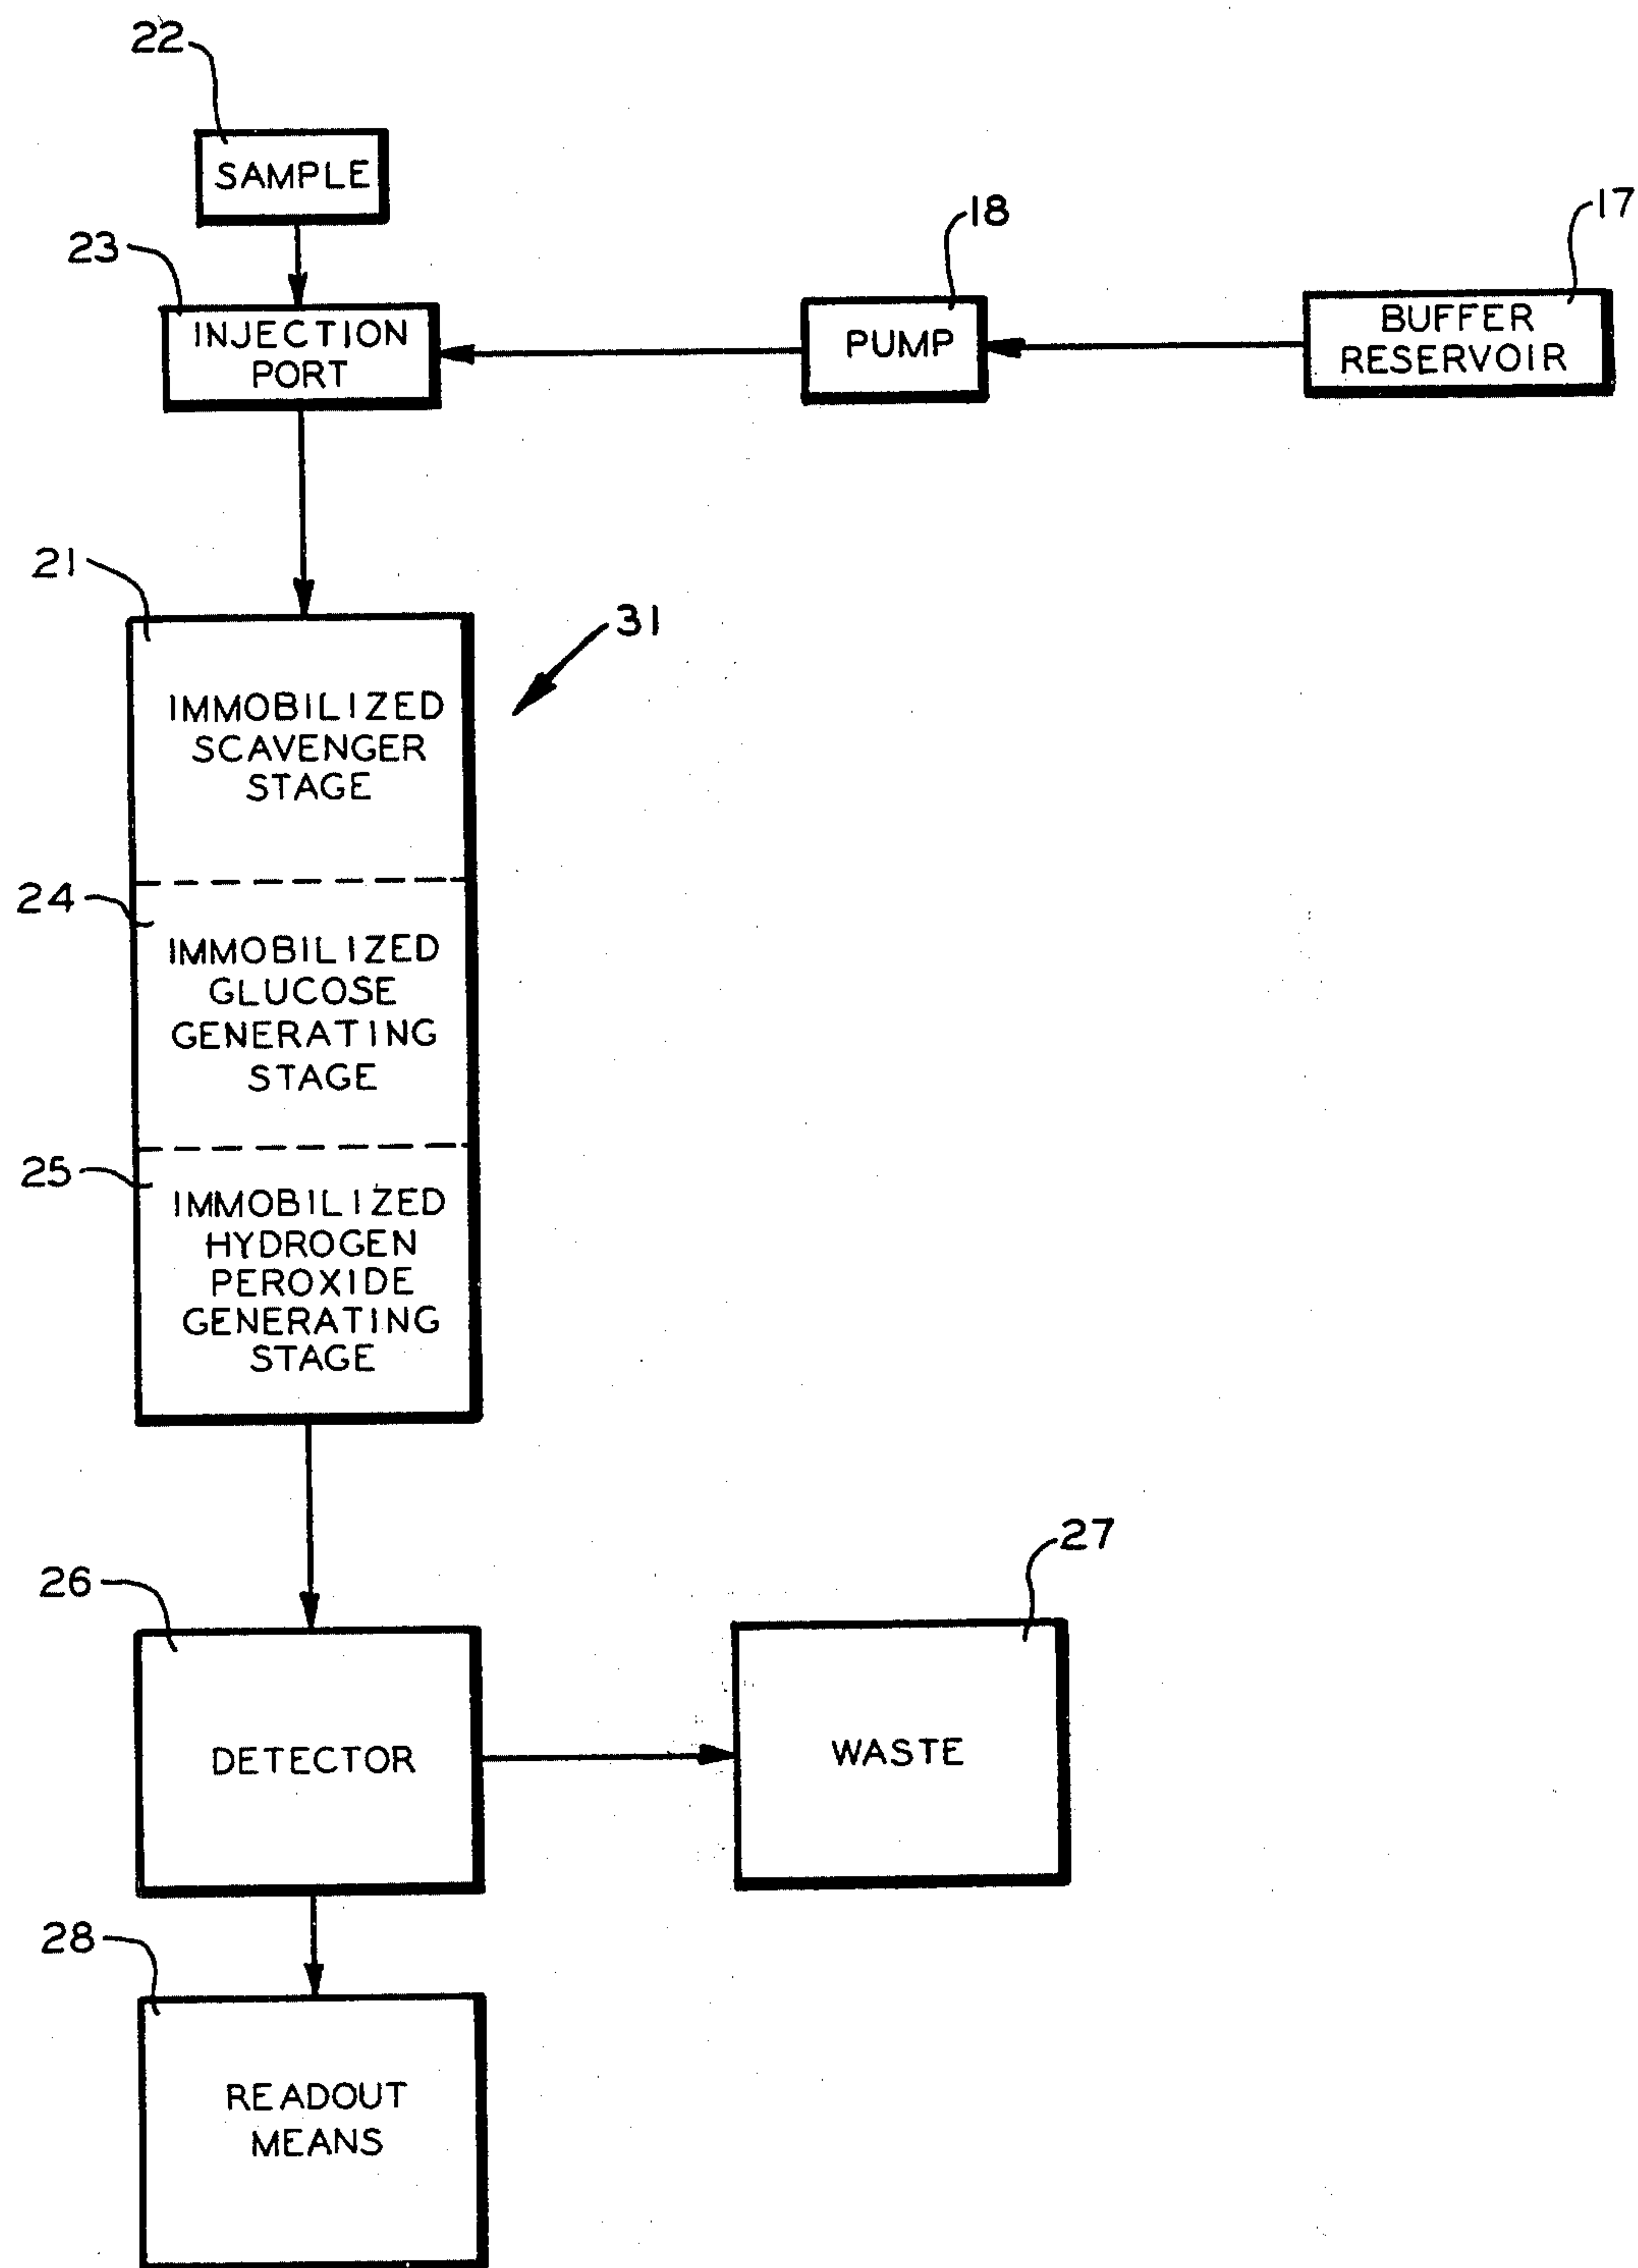 22
SAMPLE
23
INJECTION
PORT
18
PUMP
17
BUFFER
RESERVOIR
21
31
IMMOBILIZED
SCAVENGER
STAGE
24
IMMOBILIZED
GLUCOSE
GENERATING
STAGE
25
IMMOBILIZED
HYDROGEN
PEROXIDE
GENERATING
STAGE
26
DETECTOR
27
WASTE
28
READOUT
MEANS